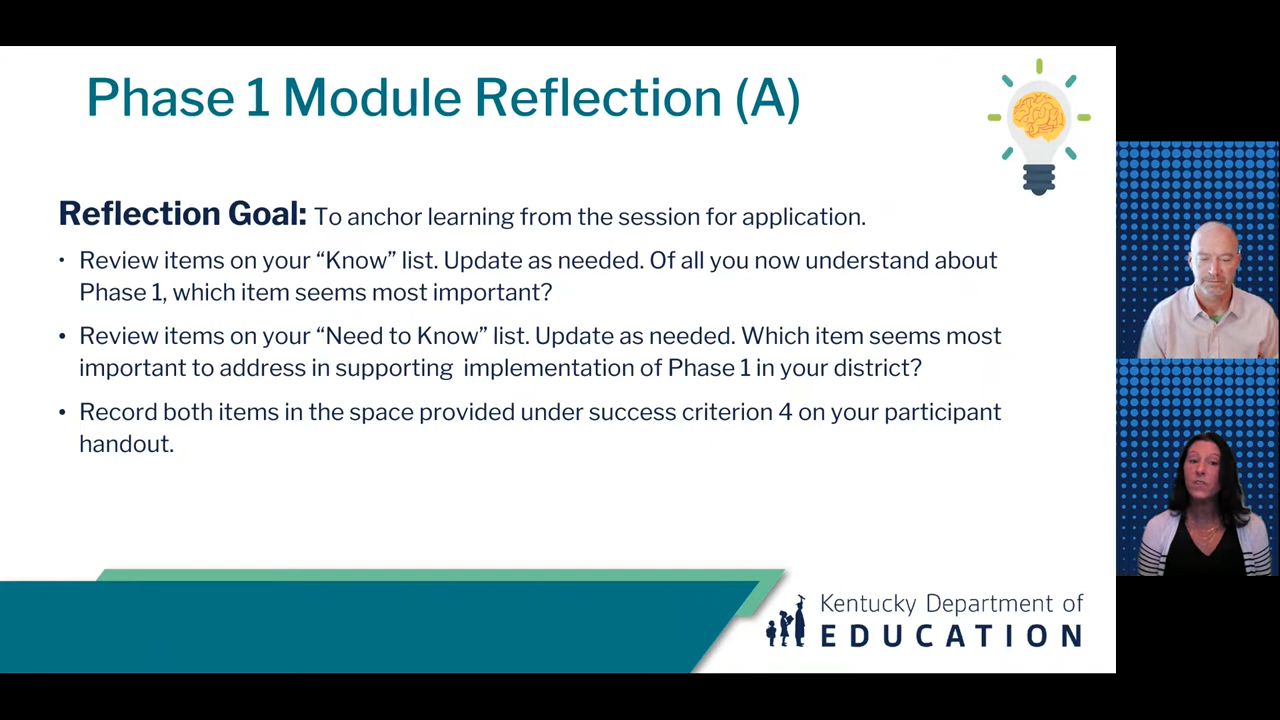 Phase 1 Module Reflection (A)
Reflection Goal: To anchor learning from the session for application.
• Review items on your “Know” list. Update as needed. Of all you now understand about
Phase 1, which item seems most important?
• Review items on your “Need to Know” list. Update as needed. Which item seems most
important to address in supporting implementation of Phase 1 in your district?
• Record both items in the space provided under success criterion 4 on your participant
handout.
Kentucky Department of
EDUCATION